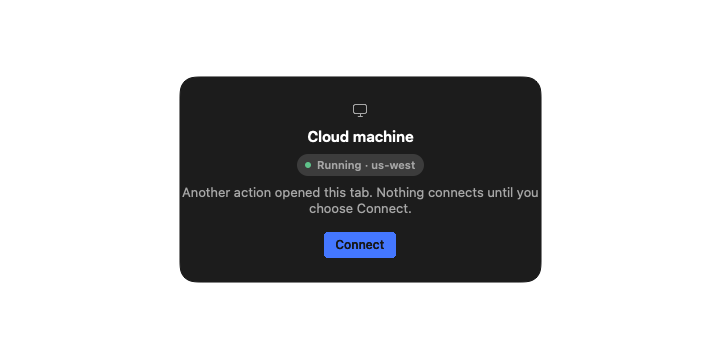 Cloud machine
Running · us-west
Another action opened this tab. Nothing connects until you
choose Connect.
Connect